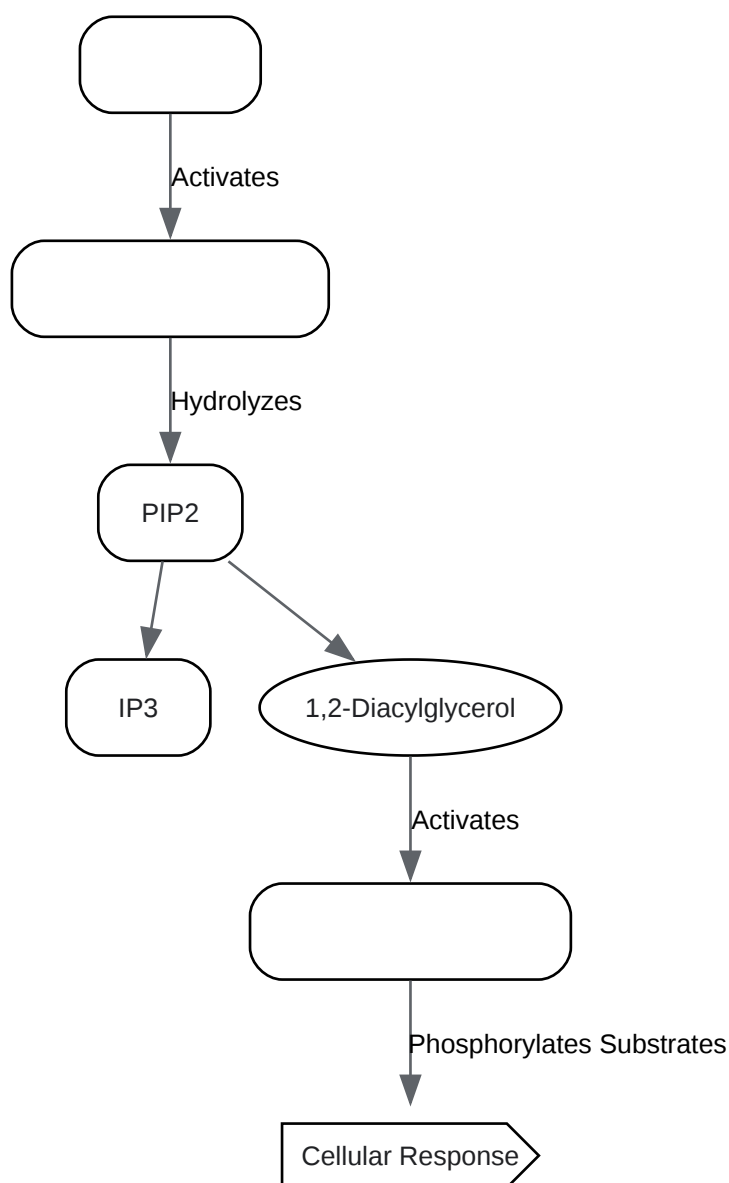 Activates
Hydrolyzes
PIP2
IP3
1,2-Diacylglycerol
Activates
Phosphorylates Substrates
Cellular Response